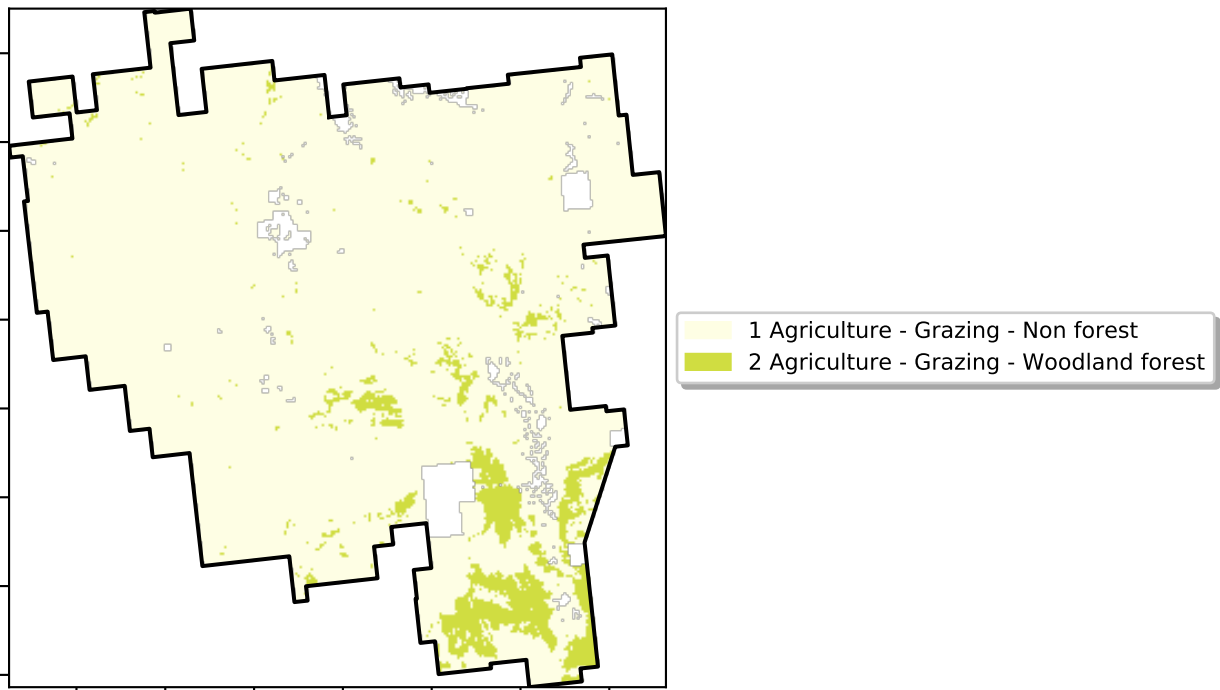 1 Agriculture - Grazing - Non forest
2 Agriculture - Grazing - Woodland forest